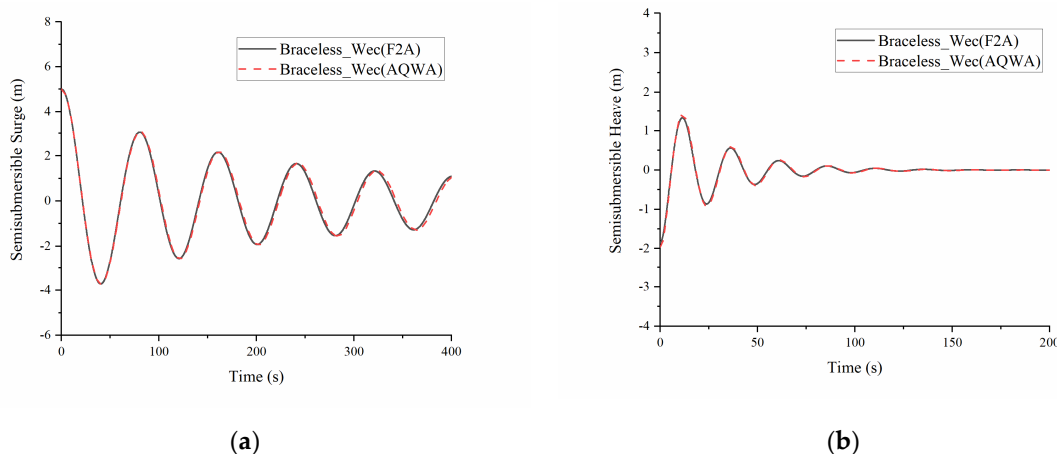 Braceless_Wec(F2A)
Braceless_Wec(AQWA)
Semisubmersible Surge (m)
8
6
4
2
0
-2
-4
-6
0
100
200
300
400
Time (s)
(a)
Braceless_Wec(F2A)
Braceless_Wec(AQWA)
Semisubmersible Heave (m)
4
3
2
1
0
-1
-2
-3
-4
0
50
100
150
200
Time (s)
(b)